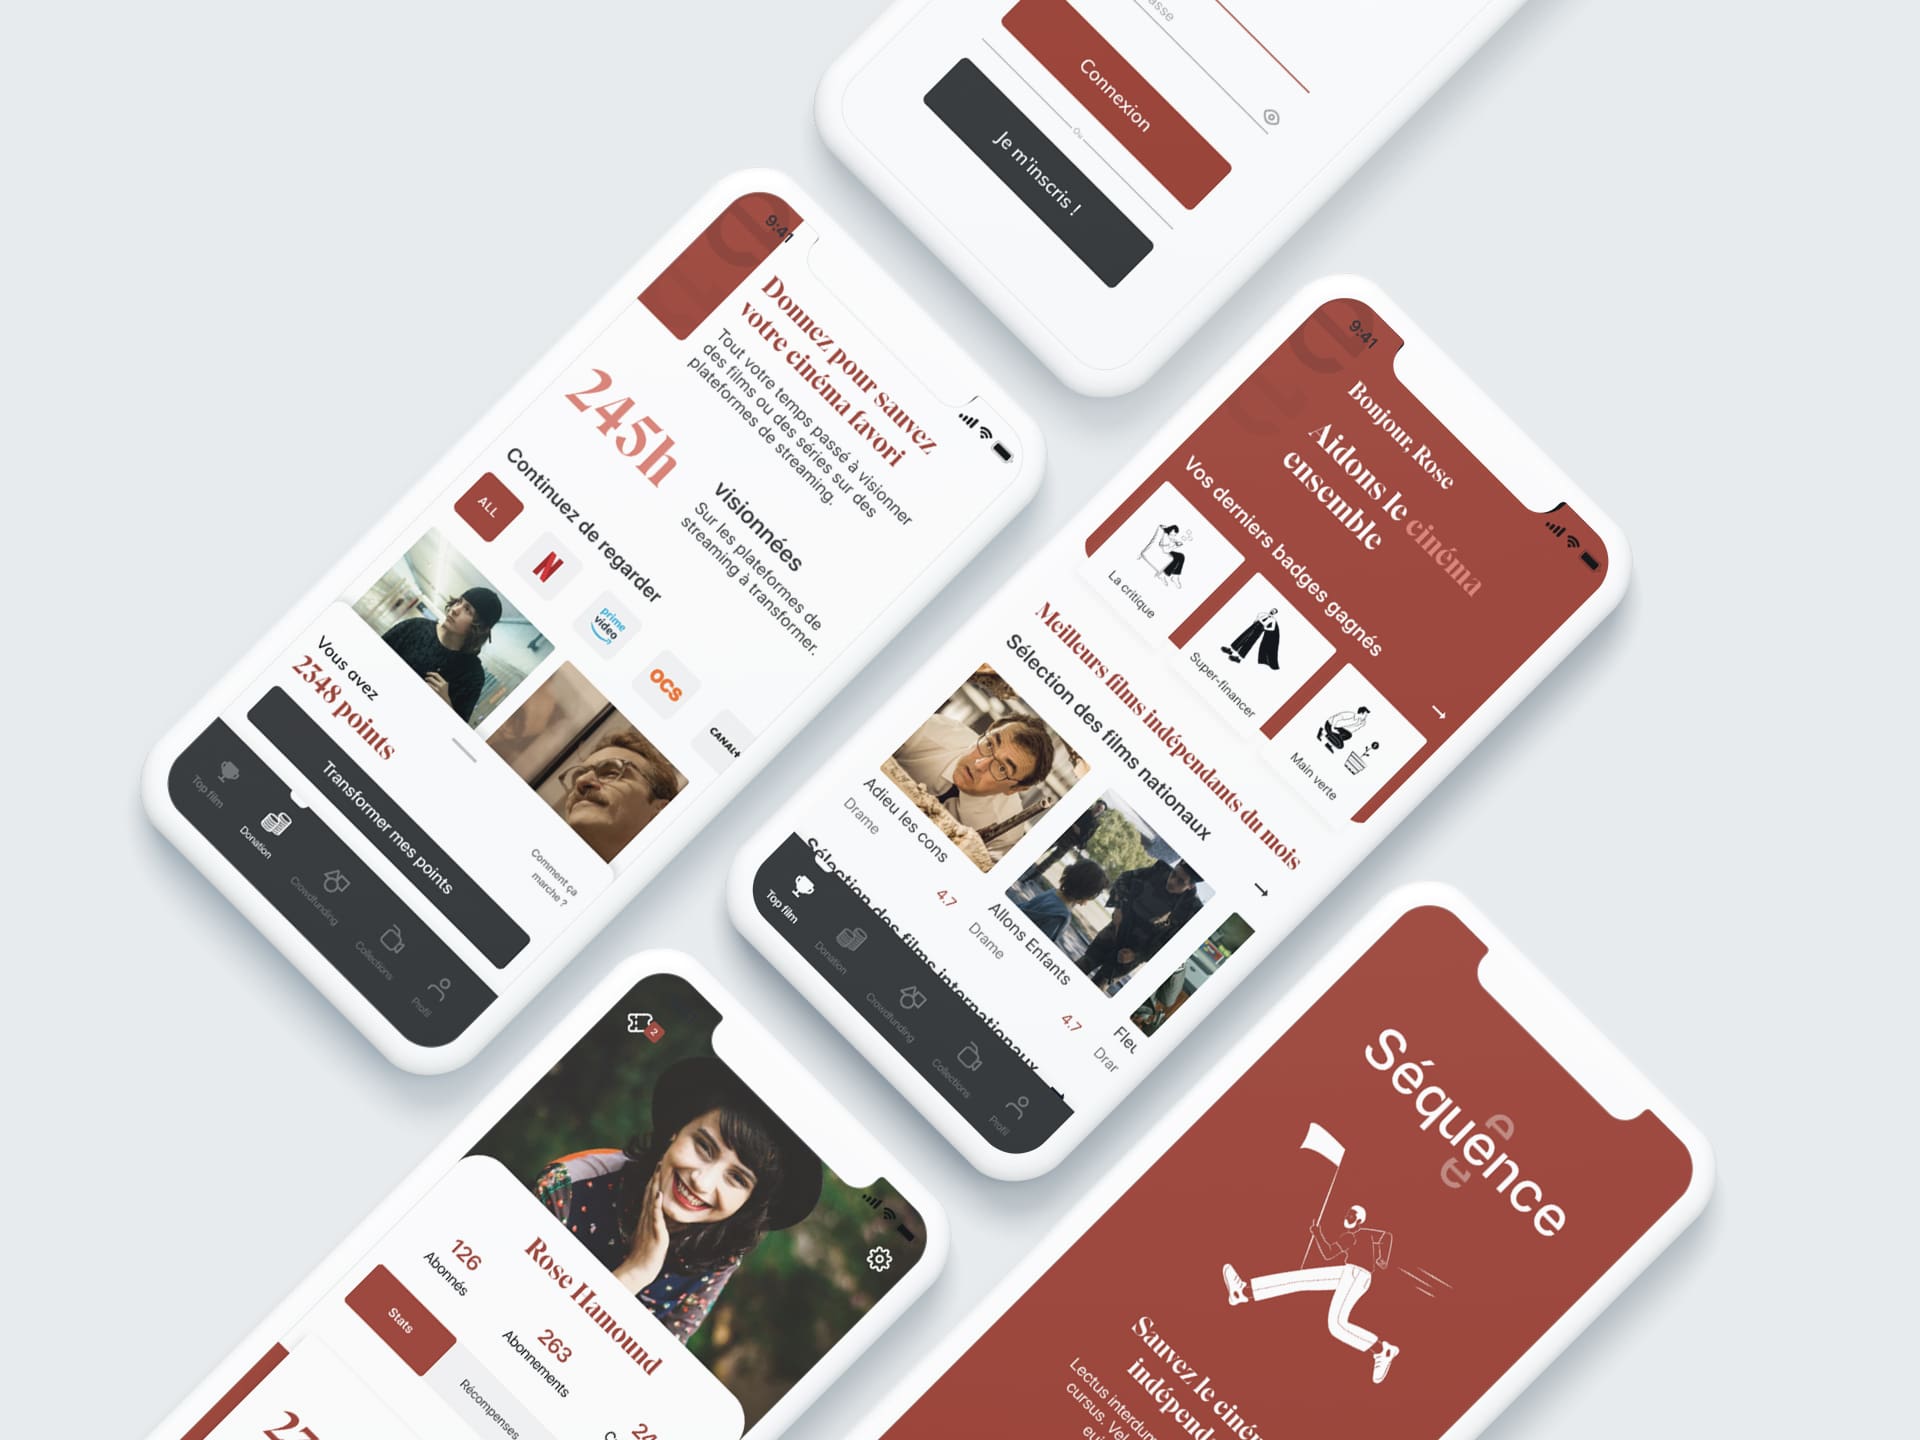 asse
Connexion
Ou
Je m'inscris !
9:41
Donnez pour sauvez
votre cinéma favori
Tout votre temps passé à visionner
des films ou des séries sur des
plateformes de streaming.
245h
visionnées
Sur les plateformes de
streaming à transformer.
Continuez de regarder
ALL
N
prime
video
OCS
CANAL+
Vous avez
2348 points
Comment ça
marche ?
Transformer mes points
Top film
Donation
Crowdfunding
Collections
Profil
9:41
Bonjour, Rose
Aidons le cinéma
ensemble
Vos derniers badges gagnés
La critique
Super-financer
Main verte
Meilleurs films indépendants du mois
Sélection des films nationaux
Adieu les cons
Drame
4.7
Allons Enfants
Drame
4.7
Fleu
Drar
Sélection des films internationaux
Top film
Donation
Crowdfunding
Collections
Profil
2
Rose Hamound
126
Abonnés
263
Abonnements
24
C
Stats
Récompenses
27
Séquence
e
e
Sauvez le ciném
indépend
Lectus interdum
cursus. Vel
eui